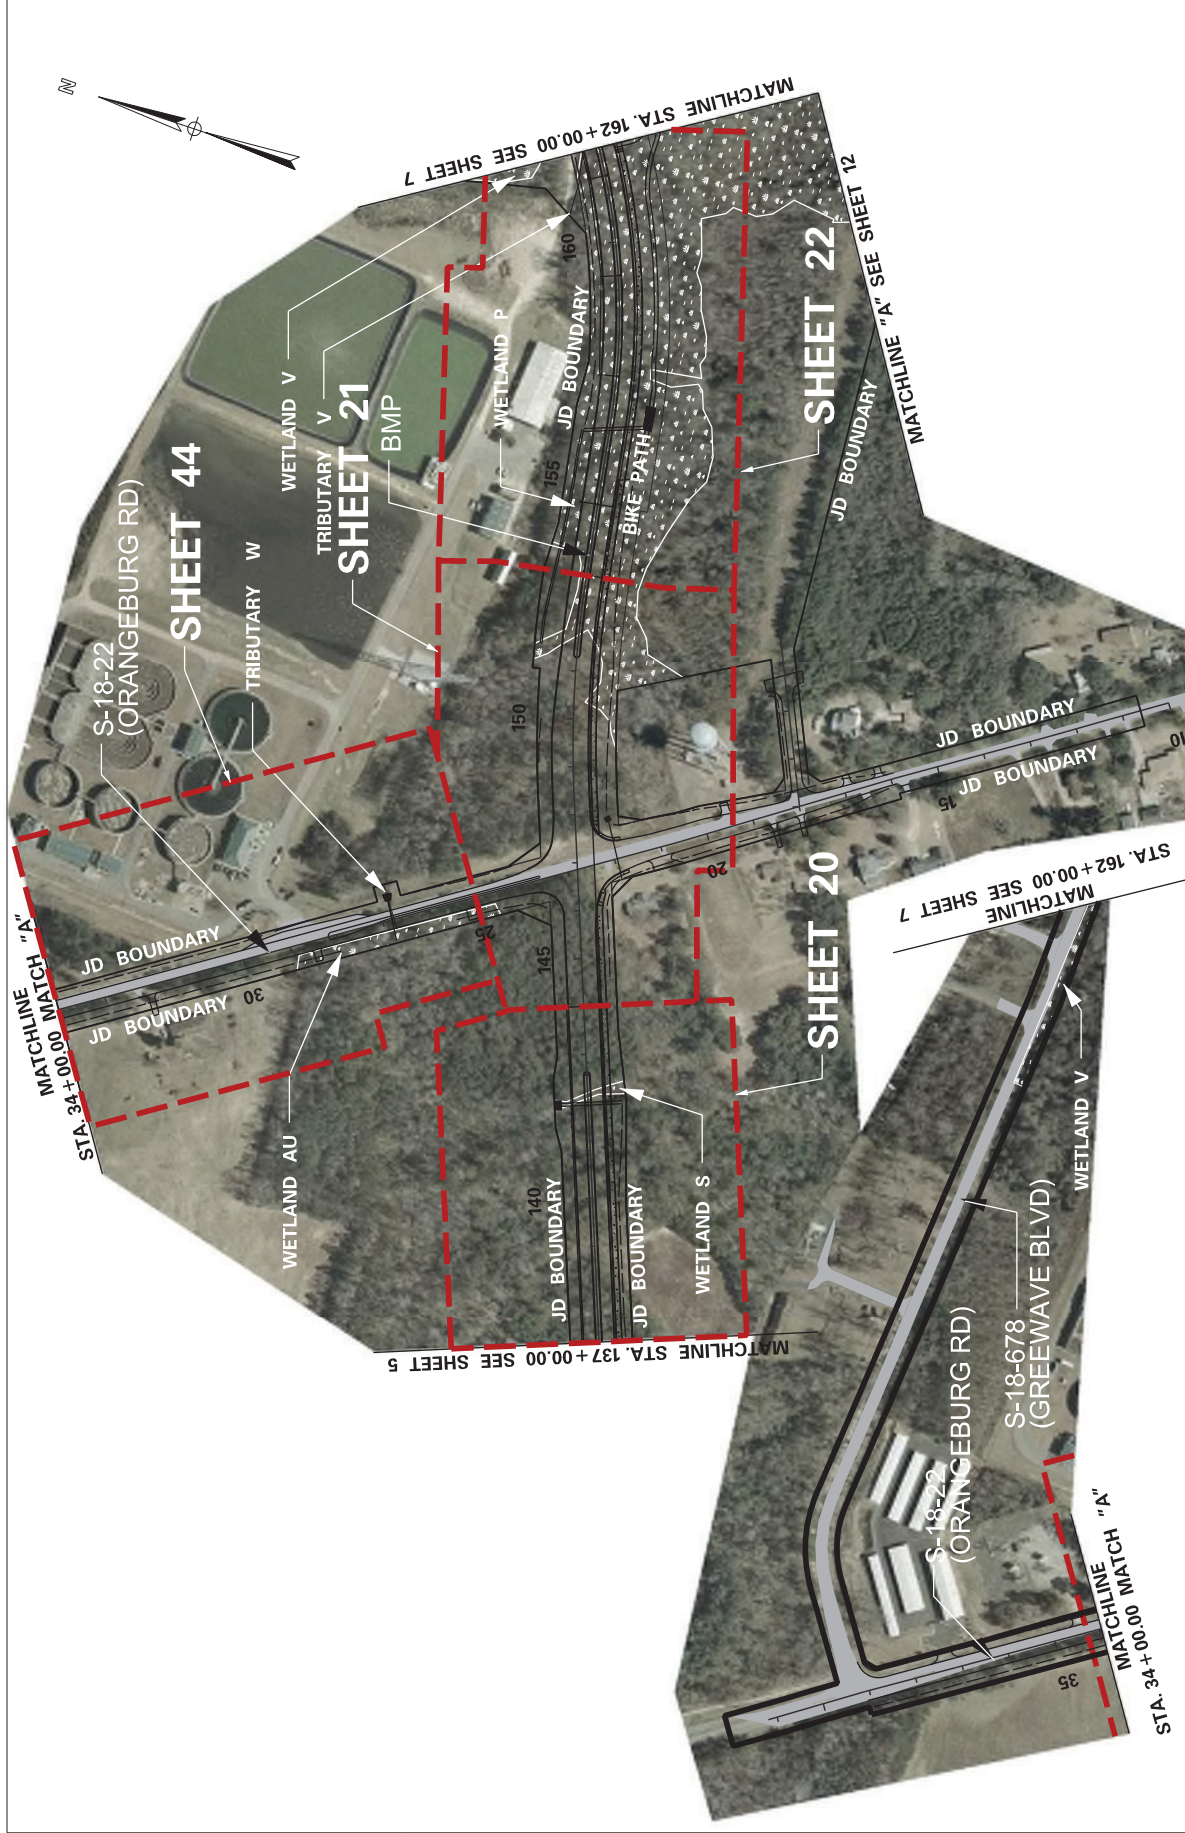 N
MATCHLINE STA. 162+00.00 SEE SHEET 7
S-18-22
(ORANGEBURG RD)
SHEET 44
TRIBUTARY W
WETLAND V
TRIBUTARY V
SHEET 21
BMP
WETLAND P
JD BOUNDARY
160
155
150
145
140
BIKE PATH
SHEET 22
MATCHLINE "A" SEE SHEET 12
JD BOUNDARY
MATCHLINE
STA. 34+00.00 MATCH "A"
JD BOUNDARY
JD BOUNDARY
30
25
20
15
10
JD BOUNDARY
JD BOUNDARY
WETLAND AU
JD BOUNDARY
JD BOUNDARY
WETLAND S
SHEET 20
MATCHLINE STA. 137+00.00 SEE SHEET 5
MATCHLINE
STA. 162+00.00 SEE SHEET 7
WETLAND V
S-18-678
(GREEWAVE BLVD)
S-18-22
(ORANGEBURG RD)
35
MATCHLINE
STA. 34+00.00 MATCH "A"